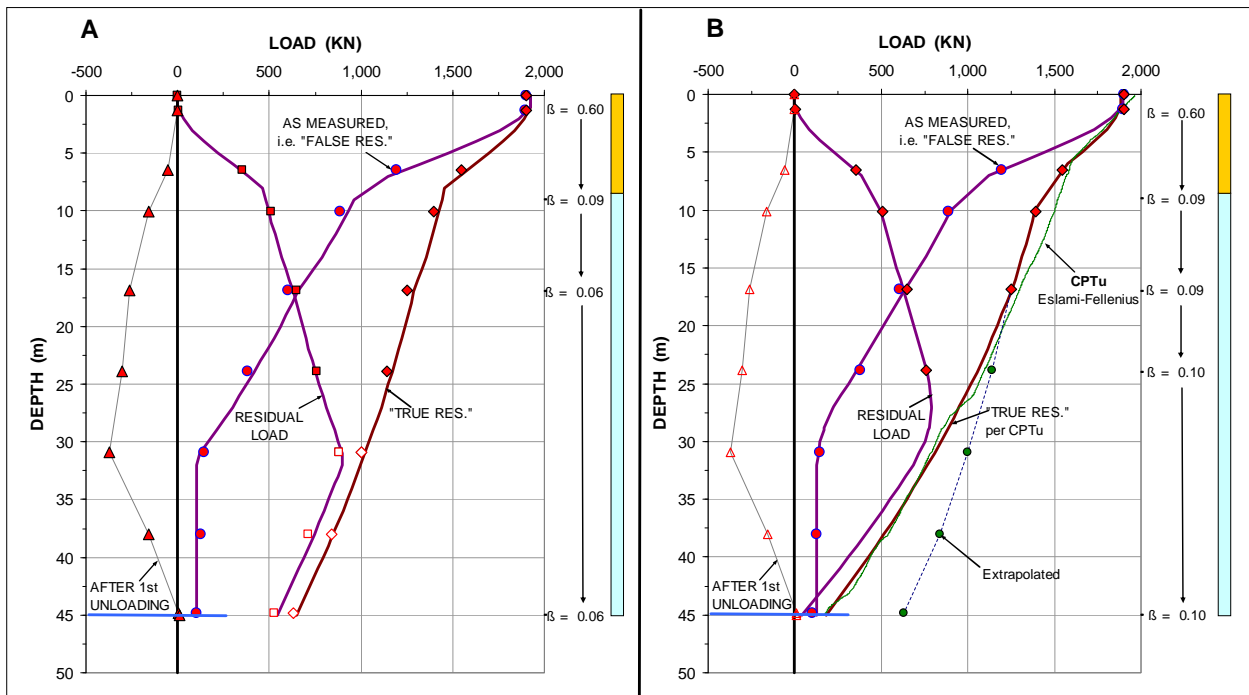 A
LOAD (KN)
-500 0 500 1,000 1,500 2,000
0
5
10
15
20
25
30
35
40
45
50
DEPTH (m)
AS MEASURED,
i.e. "FALSE RES."
RESIDUAL
LOAD
"TRUE RES."
AFTER 1st
UNLOADING
ß = 0.60
ß = 0.09
ß = 0.06
ß = 0.06
B
LOAD (KN)
-500 0 500 1,000 1,500 2,000
0
5
10
15
20
25
30
35
40
45
50
DEPTH (m)
AS MEASURED,
i.e. "FALSE RES."
CPTu
Eslami-Fellenius
RESIDUAL
LOAD
"TRUE RES."
per CPTu
Extrapolated
AFTER 1st
UNLOADING
ß = 0.60
ß = 0.09
ß = 0.09
ß = 0.10
ß = 0.10